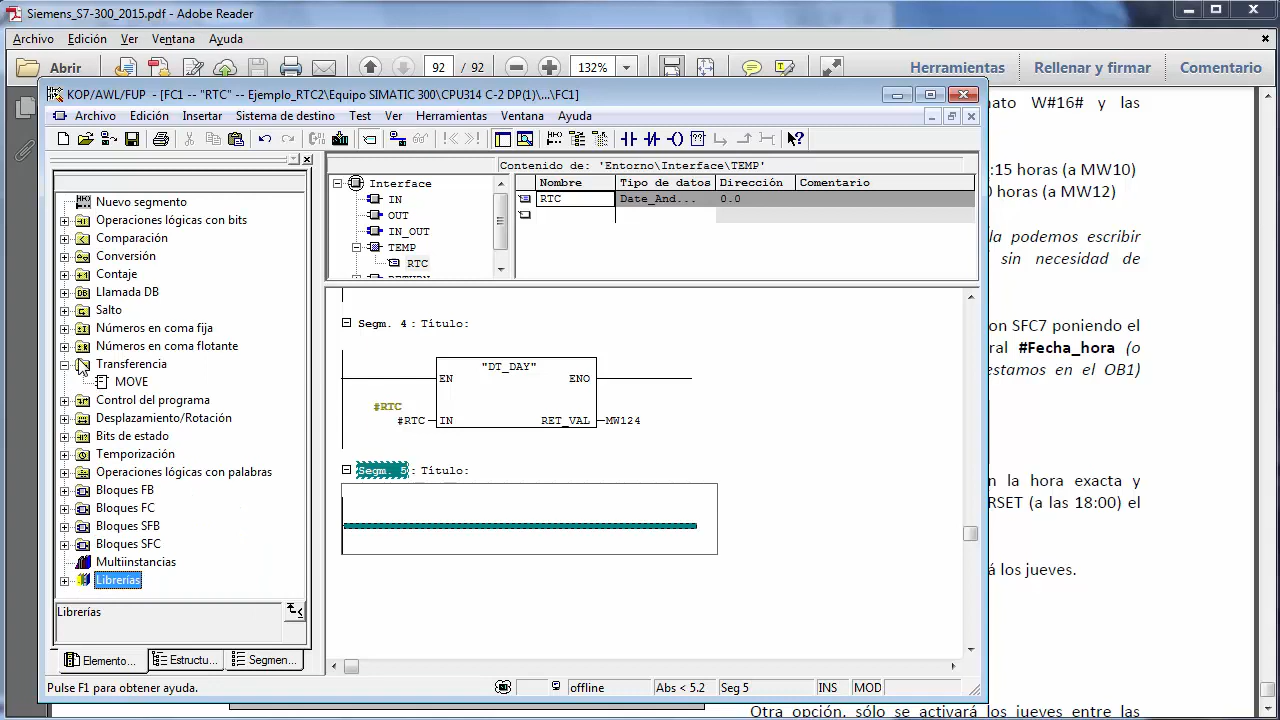 Siemens_S7-300_2015.pdf - Adobe Reader
Archivo Edición Ver Ventana Ayuda
Abrir 92 / 92 132% Herramientas Rellenar y firmar Comentario
KOP/AWL/FUP - [FC1 -- "RTC" -- Ejemplo_RTC2\Equipo SIMATIC 300\CPU314 C-2 DP(1)\...\FC1]
Archivo Edición Insertar Sistema de destino Test Ver Herramientas Ventana Ayuda
Nuevo segmento
Operaciones lógicas con bits
Comparación
Conversión
Contaje
Llamada DB
Salto
Números en coma fija
Números en coma flotante
Transferencia
MOVE
Control del programa
Desplazamiento/Rotación
Bits de estado
Temporización
Operaciones lógicas con palabras
Bloques FB
Bloques FC
Bloques SFB
Bloques SFC
Multiinstancias
Librerías
Librerías
Elemento... Estructu... Segmen...
Contenido de: 'Entorno\Interface\TEMP'
Interface
IN
OUT
IN_OUT
TEMP
RTC
Nombre Tipo de datos Dirección Comentario
RTC Date_And... 0.0
Segm. 4 : Título:
"DT_DAY"
EN ENO
#RTC
#RTC IN RET_VAL MW124
Segm. 5 : Título:
Pulse F1 para obtener ayuda. offline Abs < 5.2 Seg 5 INS MOD
nato W#16# y las
:15 horas (a MW10)
0 horas (a MW12)
lla podemos escribir
sin necesidad de
on SFC7 poniendo el
ral #Fecha_hora (o
estamos en el OB1)
n la hora exacta y
RSET (a las 18:00) el
rá los jueves.
Otra opción, sólo se activará los jueves entre las